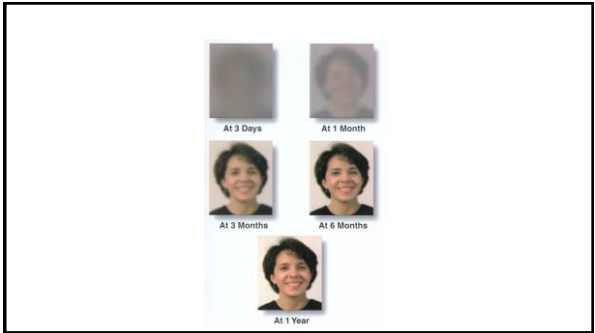 At 3 Days
At 1 Month
At 3 Months
At 6 Months
At 1 Year